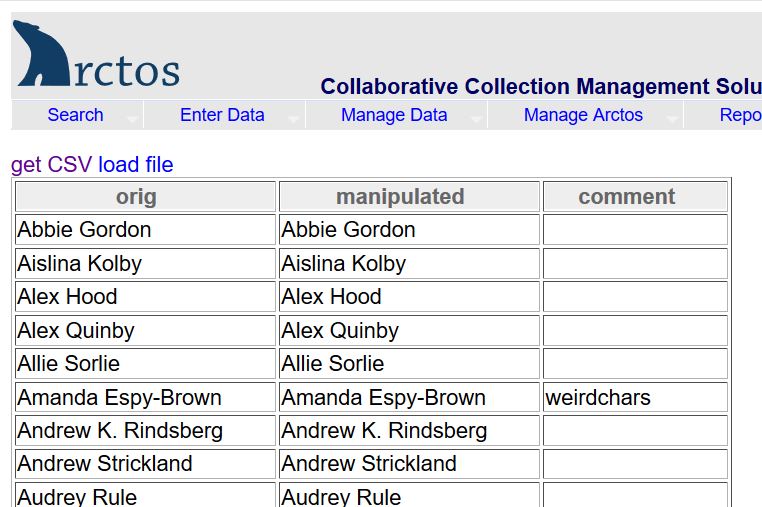 rctos
Collaborative Collection Management Solu
Search Enter Data Manage Data Manage Arctos Repo
get CSV load file
orig manipulated comment
Abbie Gordon Abbie Gordon
Aislina Kolby Aislina Kolby
Alex Hood Alex Hood
Alex Quinby Alex Quinby
Allie Sorlie Allie Sorlie
Amanda Espy-Brown Amanda Espy-Brown weirdchars
Andrew K. Rindsberg Andrew K. Rindsberg
Andrew Strickland Andrew Strickland
Audrey Rule Audrey Rule